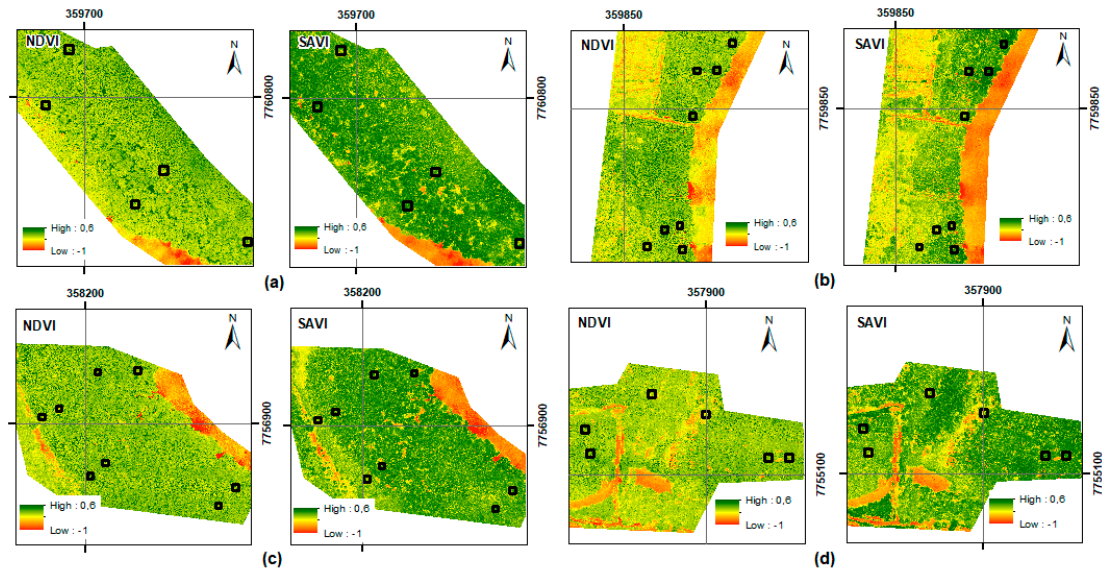 359700
NDVI
N
High : 0,6
Low : -1
359700
SAVI
N
7760800
High : 0,6
Low : -1
(a)
359850
NDVI
N
High : 0,6
Low : -1
359850
SAVI
N
7759850
High : 0,6
Low : -1
(b)
358200
NDVI
N
High : 0,6
Low : -1
358200
SAVI
N
7756900
High : 0,6
Low : -1
(c)
357900
NDVI
N
High : 0,6
Low : -1
357900
SAVI
N
7755100
High : 0,6
Low : -1
(d)